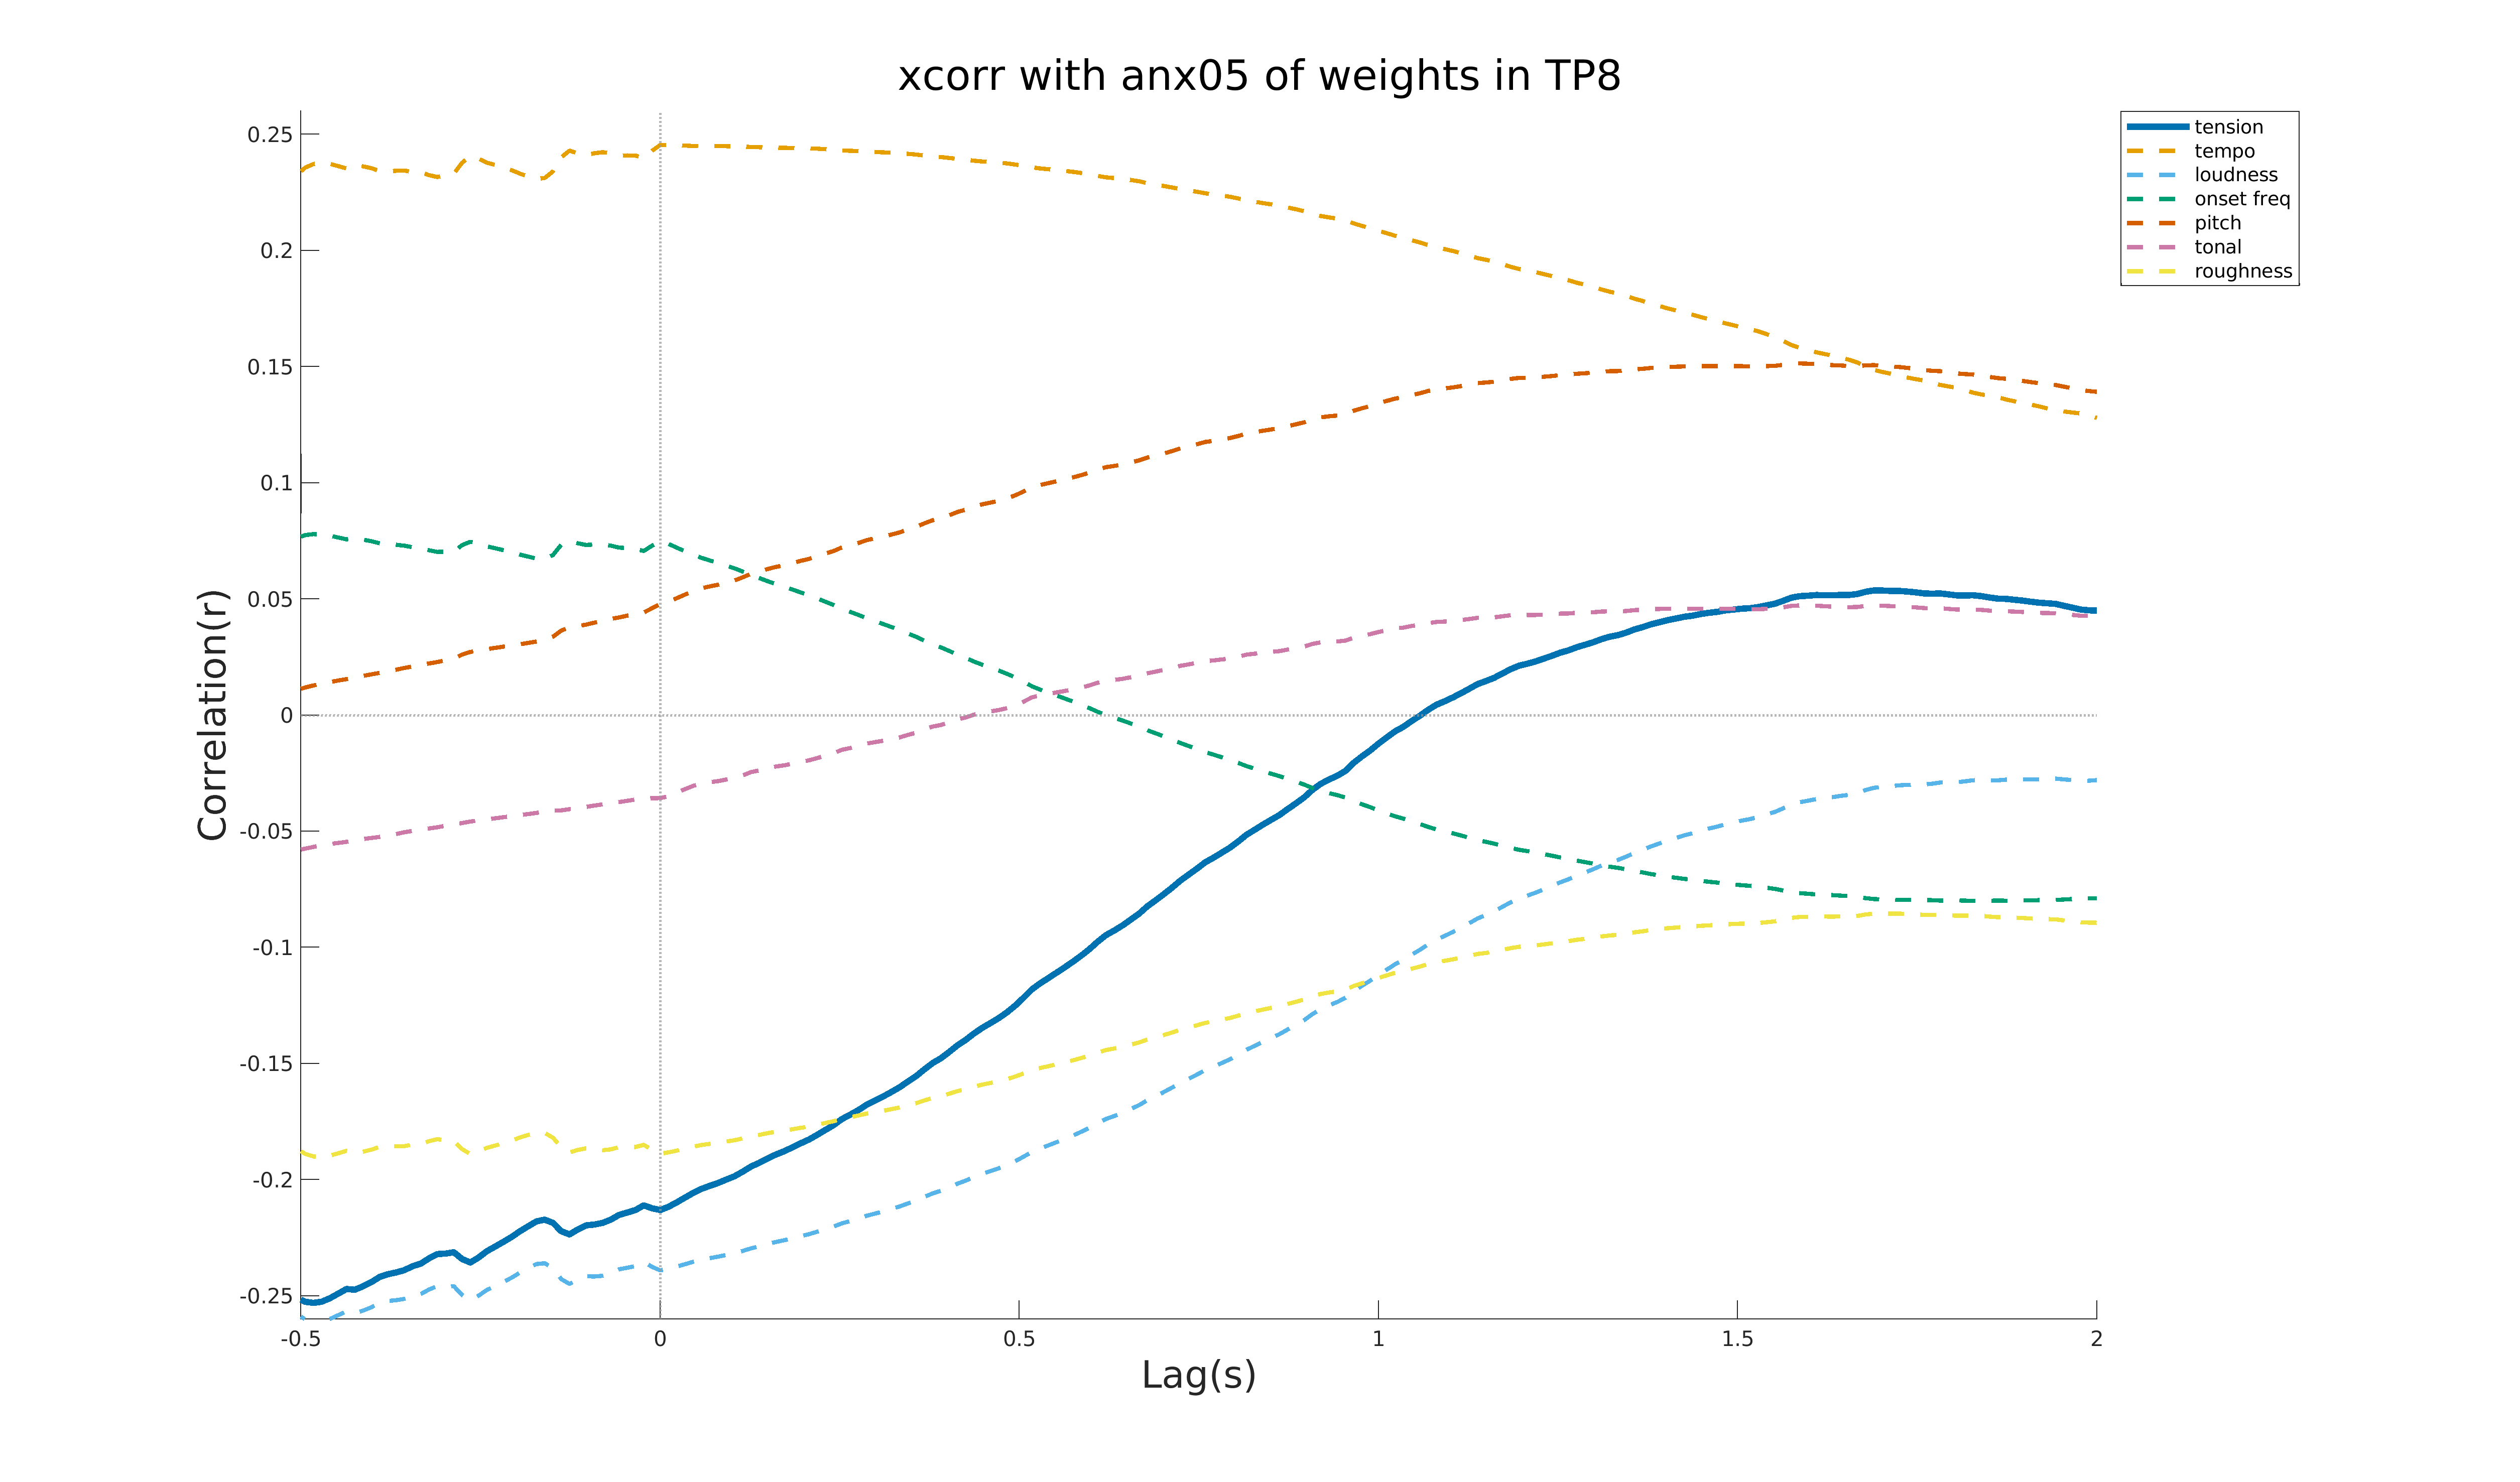 xcorr with anx05 of weights in TP8
tension
tempo
loudness
onset freq
pitch
tonal
roughness
Correlation(r)
0.25
0.2
0.15
0.1
0.05
0
-0.05
-0.1
-0.15
-0.2
-0.25
-0.5
0
0.5
1
1.5
2
Lag(s)